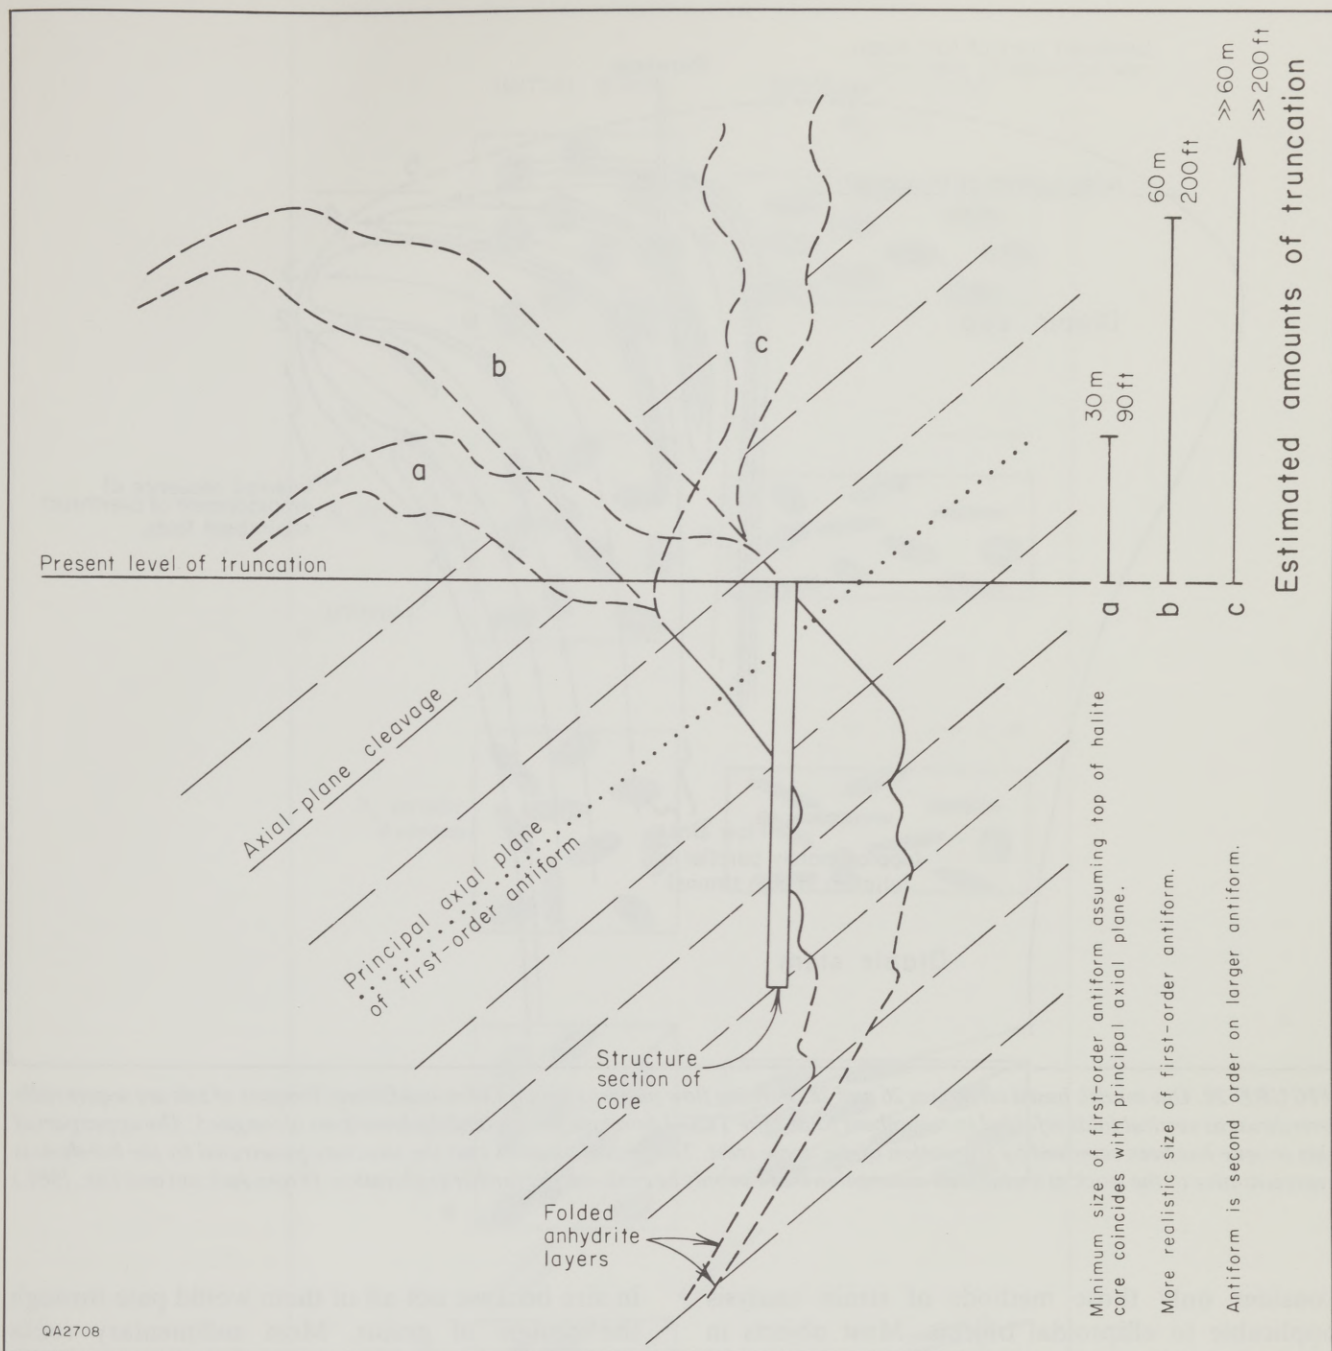 b
c
a
Present level of truncation
Axial-plane cleavage
Principal axial plane
of first-order antiform
Structure
section of
core
Folded
anhydrite
layers
QA2708
30 m
90 ft
60 m
200 ft
>> 60 m
>> 200 ft
Estimated amounts of truncation
a
b
c
Minimum size of first-order antiform assuming top of halite
core coincides with principal axial plane.
More realistic size of first-order antiform.
Antiform is second order on larger antiform.